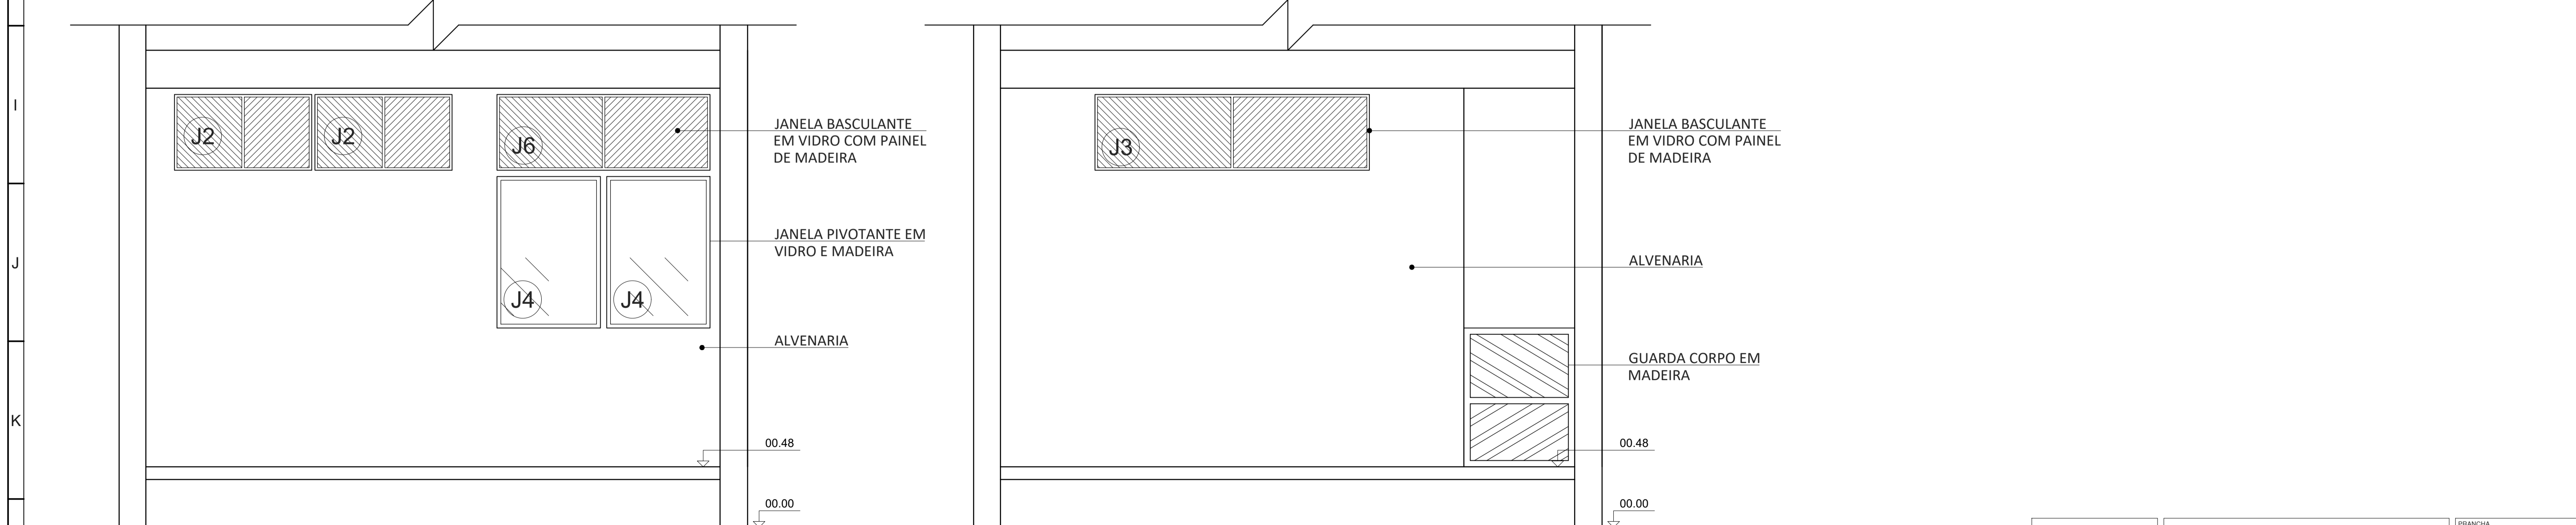 I
J
K
J2
J2
J6
J4
J4
JANELA BASCULANTE
EM VIDRO COM PAINEL
DE MADEIRA
JANELA PIVOTANTE EM
VIDRO E MADEIRA
ALVENARIA
00.48
00.00
J3
JANELA BASCULANTE
EM VIDRO COM PAINEL
DE MADEIRA
ALVENARIA
GUARDA CORPO EM
MADEIRA
00.48
00.00
PRANCHA